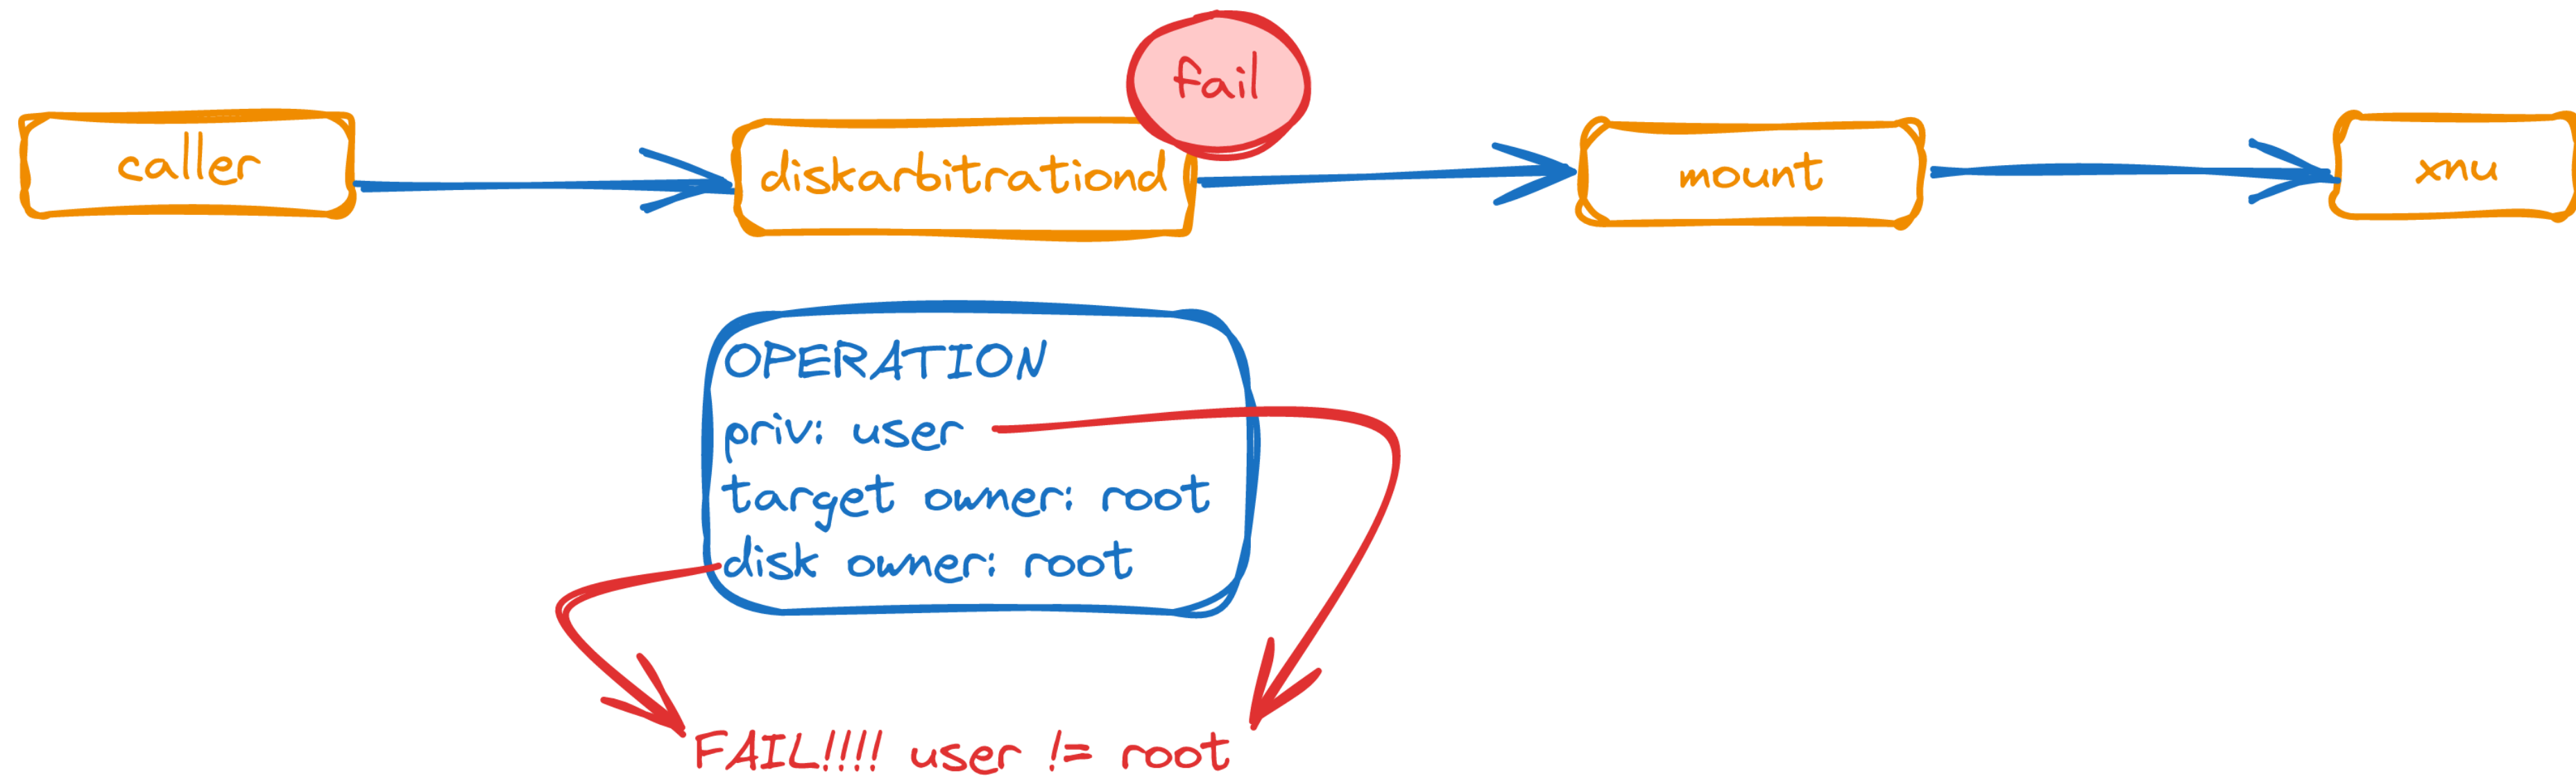 fail
caller
diskarbitrationd
mount
xnu
OPERATION
priv: user
target owner: root
disk owner: root
FAIL!!!! user != root